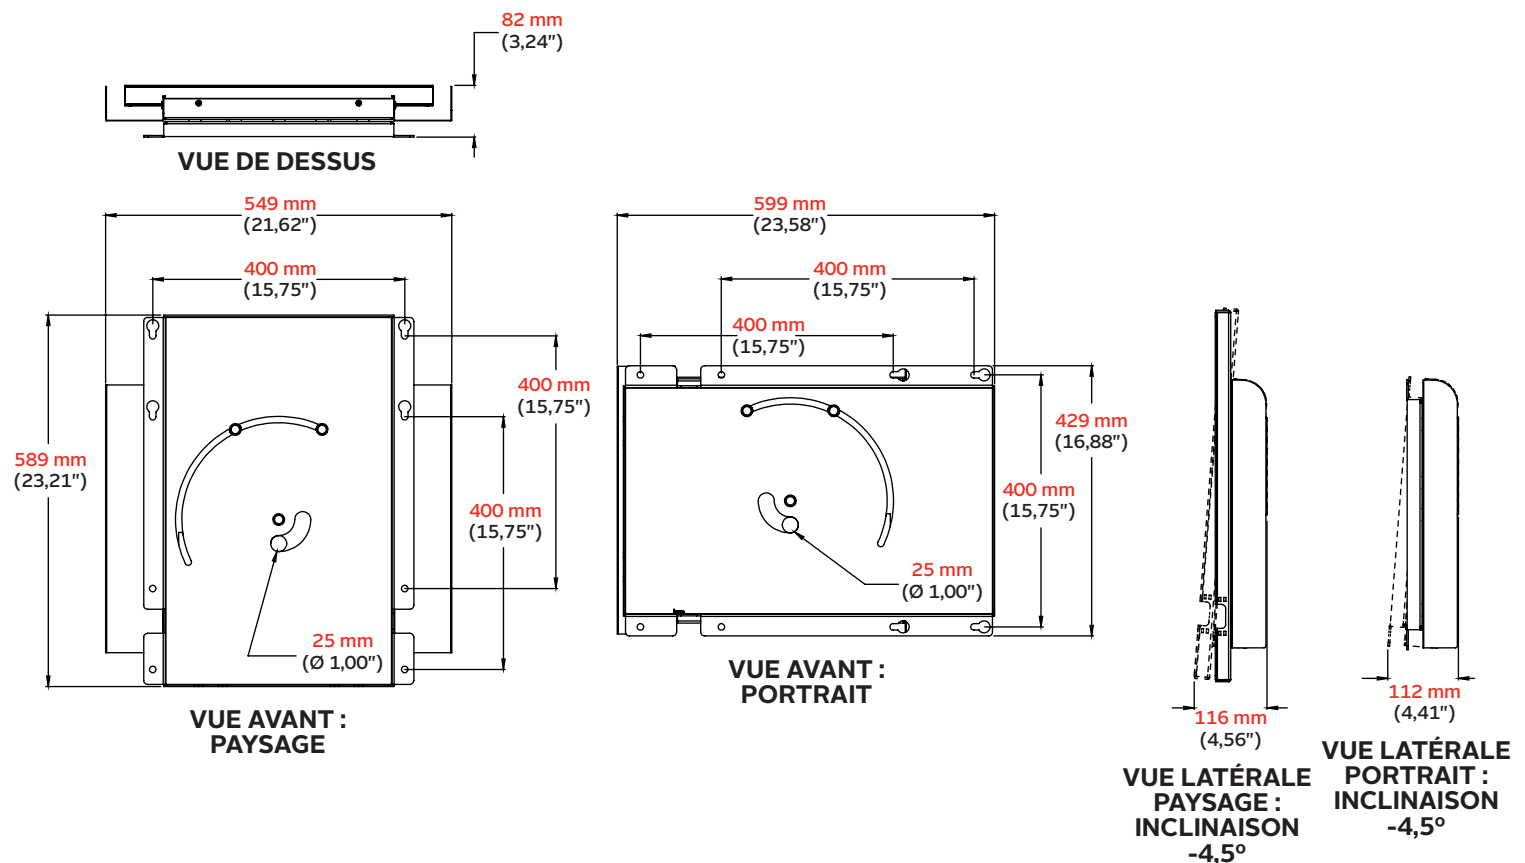 82 mm
(3,24″)
VUE DE DESSUS
549 mm
(21,62″)
400 mm
(15,75″)
400 mm
(15,75″)
589 mm
(23,21″)
400 mm
(15,75″)
25 mm
(Ø 1,00″)
VUE AVANT :
PAYSAGE
599 mm
(23,58″)
400 mm
(15,75″)
400 mm
(15,75″)
429 mm
(16,88″)
400 mm
(15,75″)
25 mm
(Ø 1,00″)
VUE AVANT :
PORTRAIT
116 mm
(4,56″)
VUE LATÉRALE
PAYSAGE :
INCLINAISON
-4,5º
112 mm
(4,41″)
VUE LATÉRALE
PORTRAIT :
INCLINAISON
-4,5º